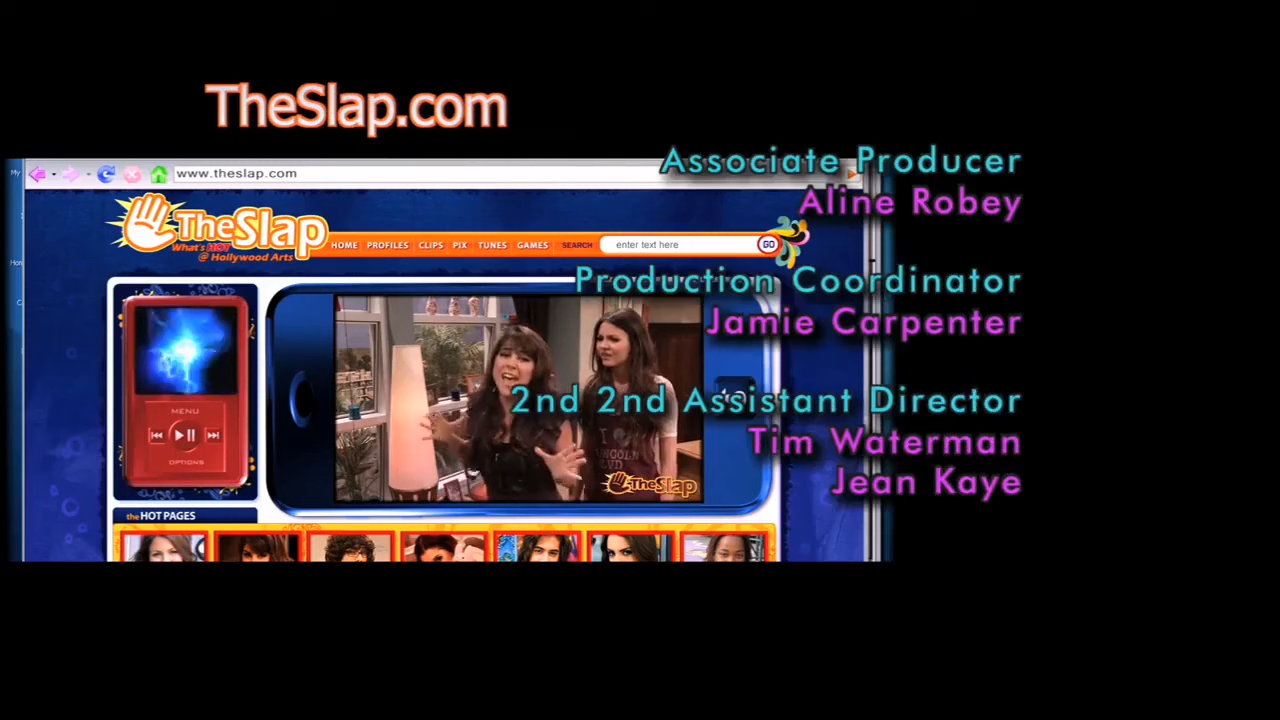 TheSlap.com
Associate Producer
Aline Robey
My
www.theslap.com
TheSlap
What's HOT
@ Hollywood Arts
HOME PROFILES CLIPS PIX TUNES GAMES SEARCH enter text here GO
Production Coordinator
Jamie Carpenter
2nd 2nd Assistant Director
Tim Waterman
Jean Kaye
MENU
OPTIONS
TheSlap
the HOT PAGES